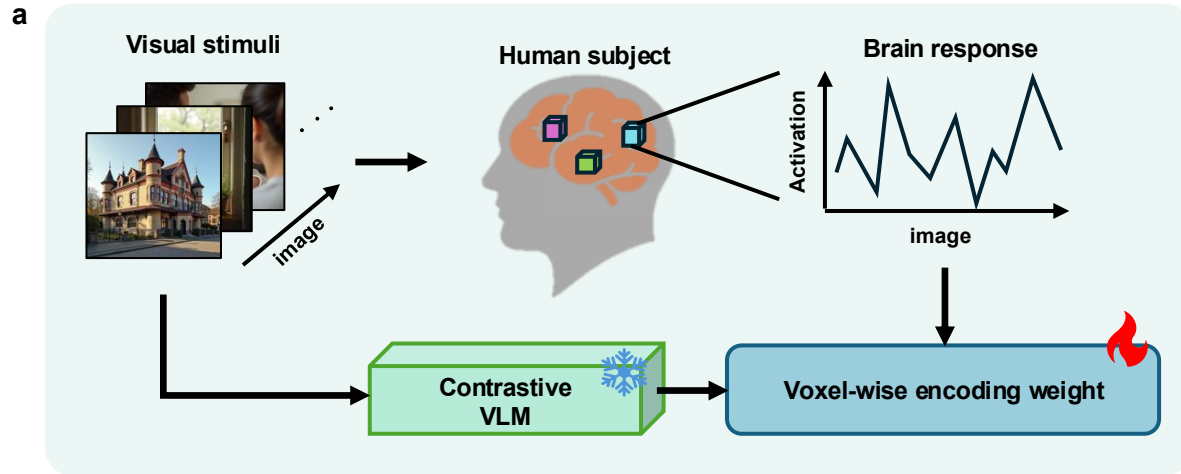 a
Visual stimuli
Human subject
Brain response
. . .
image
Activation
image
Contrastive
VLM
Voxel-wise encoding weight